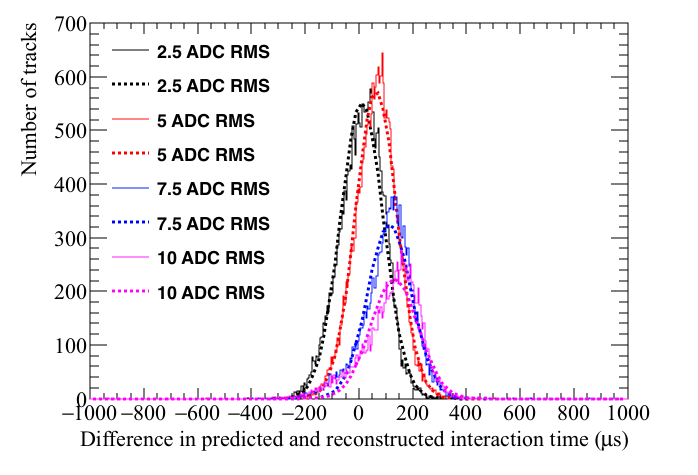 700
600
500
400
300
200
100
0
Number of tracks
2.5 ADC RMS
2.5 ADC RMS
5 ADC RMS
5 ADC RMS
7.5 ADC RMS
7.5 ADC RMS
10 ADC RMS
10 ADC RMS
−1000 −800 −600 −400 −200 0 200 400 600 800 1000
Difference in predicted and reconstructed interaction time (μs)